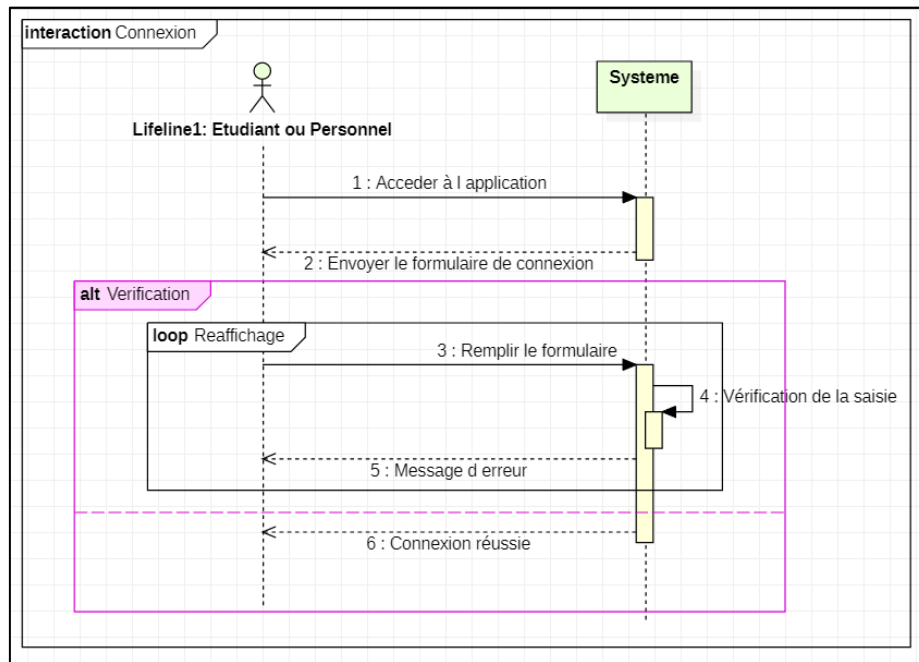 interaction Connexion
Systeme
Lifeline1: Etudiant ou Personnel
1 : Acceder à l application
2 : Envoyer le formulaire de connexion
alt Verification
loop Reaffichage
3 : Remplir le formulaire
4 : Vérification de la saisie
5 : Message d erreur
6 : Connexion réussie